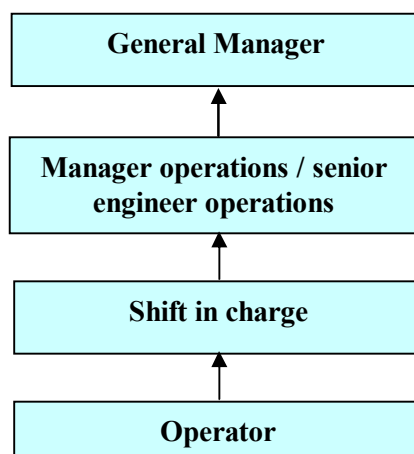 General Manager
Manager operations / senior
engineer operations
Shift in charge
Operator